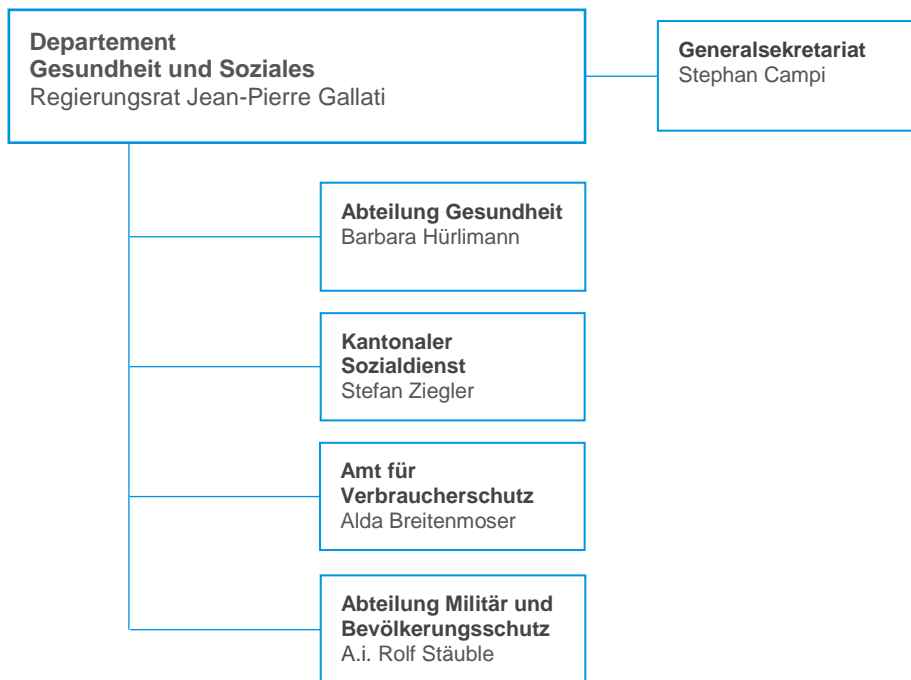 Departement
Gesundheit und Soziales
Regierungsrat Jean-Pierre Gallati
Generalsekretariat
Stephan Campi
Abteilung Gesundheit
Barbara Hürlimann
Kantonaler
Sozialdienst
Stefan Ziegler
Amt für
Verbraucherschutz
Alda Breitenmoser
Abteilung Militär und
Bevölkerungsschutz
A.i. Rolf Stäuble